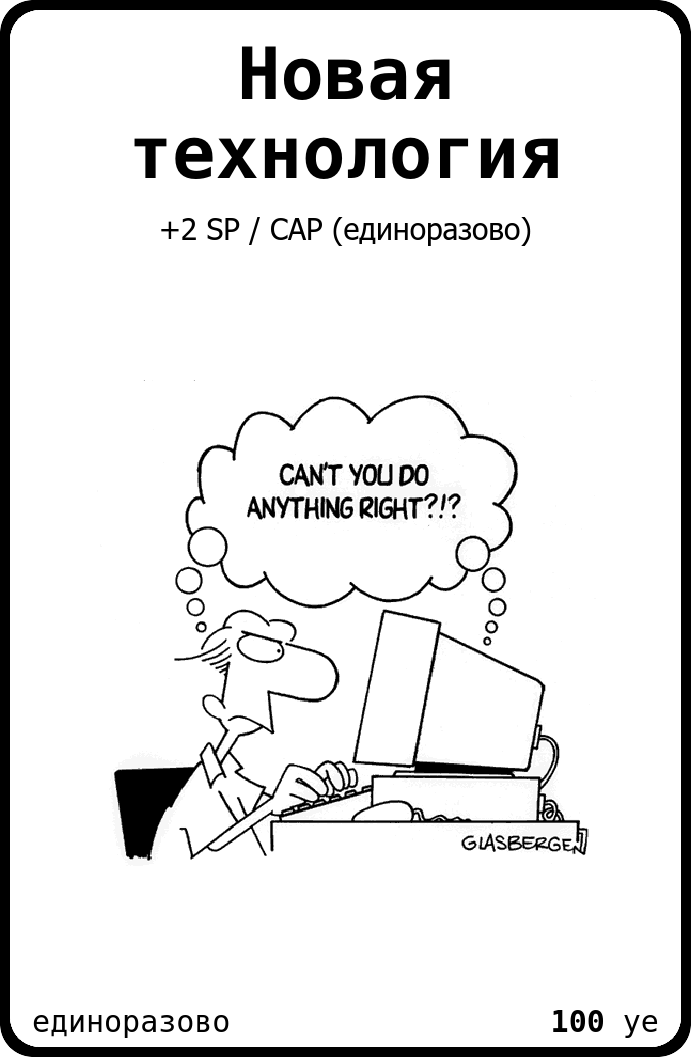 Новая
технология
+2 SP / CAP (единоразово)
CAN'T YOU DO
ANYTHING RIGHT?!?
GLASBERGEN
единоразово
100 уе